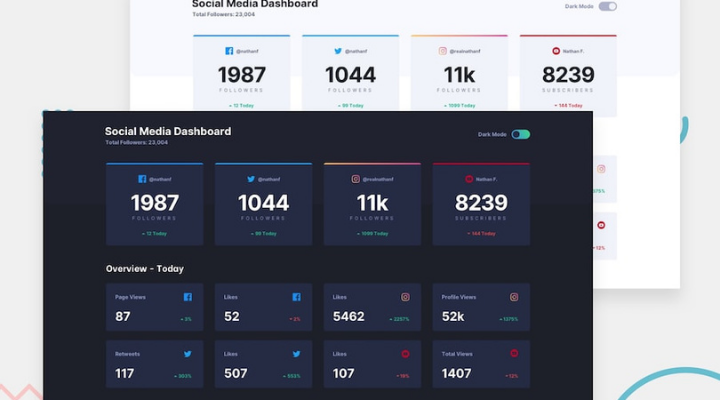 Social Media Dashboard
Total Followers: 23,004
Dark Mode
@nathanf
@nathanf
@realnathanf
Nathan F.
1987
1044
11k
8239
FOLLOWERS
FOLLOWERS
FOLLOWERS
SUBSCRIBERS
12 Today
99 Today
1099 Today
144 Today
Social Media Dashboard
Total Followers: 23,004
Dark Mode
@nathanf
@nathanf
@realnathanf
Nathan F.
1987
1044
11k
8239
FOLLOWERS
FOLLOWERS
FOLLOWERS
SUBSCRIBERS
12 Today
99 Today
1099 Today
144 Today
Overview - Today
Page Views
Likes
Likes
Profile Views
87
3%
52
2%
5462
2257%
52k
1375%
Retweets
Likes
Likes
Total Views
117
303%
507
553%
107
19%
1407
12%
12%